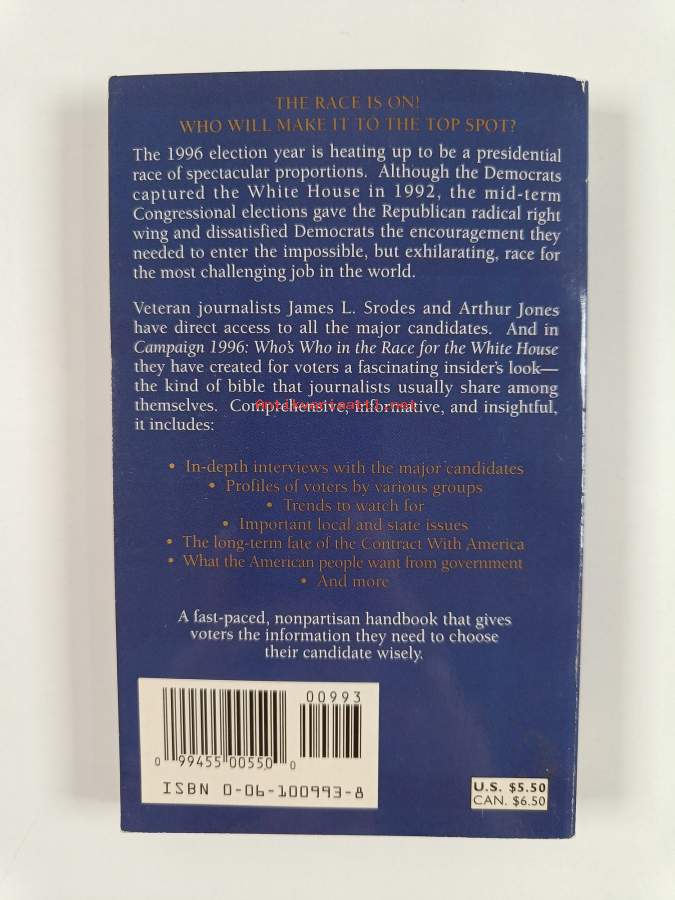 THE RACE IS ON!
WHO WILL MAKE IT TO THE TOP SPOT?
The 1996 election year is heating up to be a presidential
race of spectacular proportions. Although the Democrats
captured the White House in 1992, the mid-term
Congressional elections gave the Republican radical right
wing and dissatisfied Democrats the encouragement they
needed to enter the impossible, but exhilarating, race for
the most challenging job in the world.
Veteran journalists James L. Srodes and Arthur Jones
have direct access to all the major candidates. And in
Campaign 1996: Who's Who in the Race for the White House
they have created for voters a fascinating insider's look—
the kind of bible that journalists usually share among
themselves. Comprehensive, informative, and insightful,
it includes:
Antikvariaatti.net
• In-depth interviews with the major candidates
• Profiles of voters by various groups
• Trends to watch for
• Important local and state issues
• The long-term fate of the Contract With America
• What the American people want from government
• And more
A fast-paced, nonpartisan handbook that gives
voters the information they need to choose
their candidate wisely.
00993
0 99455 00550 0
ISBN 0-06-100993-8
U.S. $5.50
CAN. $6.50